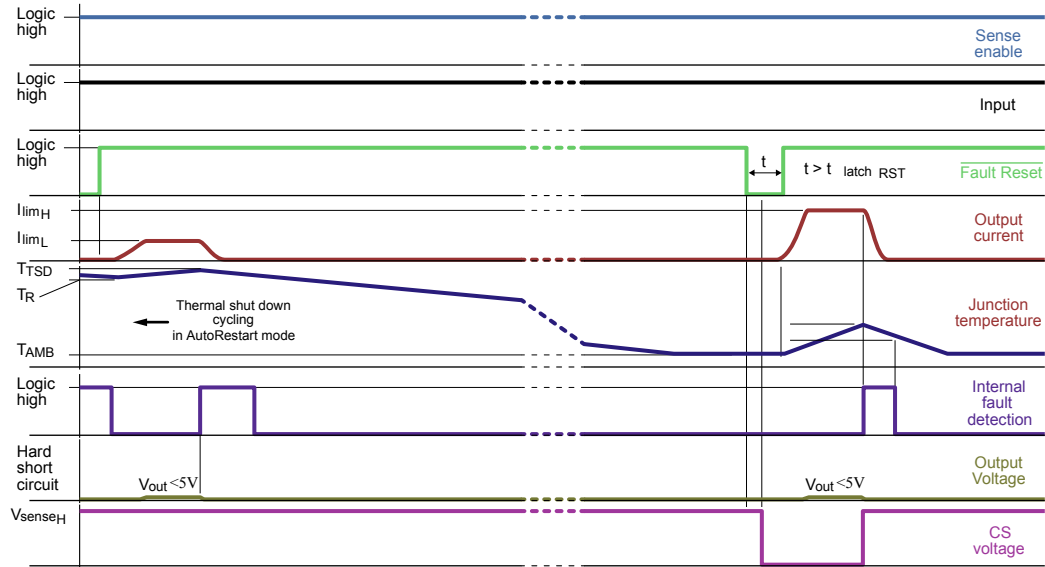 Logic
high
Sense
enable
Logic
high
Input
Logic
high
t
t > t latch RST
Fault Reset
IlimH
Output
current
IlimL
TTSD
TR
Thermal shut down
cycling
in AutoRestart mode
Junction
temperature
TAMB
Logic
high
Internal
fault
detection
Hard
short
circuit
Vout <5V
Vout <5V
Output
Voltage
VsenseH
CS
voltage